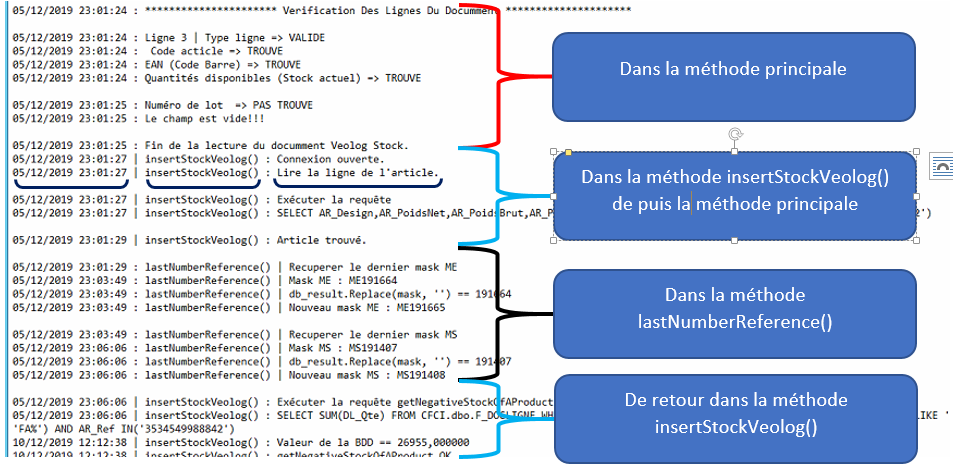 05/12/2019 23:01:24 : ********************** Verification Des Lignes Du Document *********************
05/12/2019 23:01:24 : Ligne 3 | Type ligne => VALIDE
05/12/2019 23:01:24 :  Code acticle => TROUVE
05/12/2019 23:01:24 : EAN (Code Barre) => TROUVE
05/12/2019 23:01:24 : Quantités disponibles (Stock actuel) => TROUVE
05/12/2019 23:01:25 : Numéro de lot  => PAS TROUVE
05/12/2019 23:01:25 : Le champ est vide!!!
05/12/2019 23:01:25 : Fin de la lecture du documment Veolog Stock.
05/12/2019 23:01:27 | insertStockVeolog() : Connexion ouverte.
05/12/2019 23:01:27 | insertStockVeolog() : Lire la ligne de l'article.
05/12/2019 23:01:27 | insertStockVeolog() : Exécuter la requête
05/12/2019 23:01:27 | insertStockVeolog() : SELECT AR_Design,AR_PoidsNet,AR_PoidsBrut,AR_P 2')
05/12/2019 23:01:29 | insertStockVeolog() : Article trouvé.
05/12/2019 23:01:29 : lastNumberReference() | Recuperer le dernier mask ME
05/12/2019 23:03:49 : lastNumberReference() | Mask ME : ME191664
05/12/2019 23:03:49 : lastNumberReference() | db_result.Replace(mask, '') == 191664
05/12/2019 23:03:49 : lastNumberReference() | Nouveau mask ME : ME191665
05/12/2019 23:03:49 : lastNumberReference() | Recuperer le dernier mask MS
05/12/2019 23:06:06 : lastNumberReference() | Mask MS : MS191407
05/12/2019 23:06:06 : lastNumberReference() | db_result.Replace(mask, '') == 191407
05/12/2019 23:06:06 : lastNumberReference() | Nouveau mask MS : MS191408
05/12/2019 23:06:06 | insertStockVeolog() : Exécuter la requête getNegativeStockOfAProduct
05/12/2019 23:06:06 | insertStockVeolog() : SELECT SUM(DL_Qte) FROM CFCI.dbo.F_DOCLIGNE WH LIKE '
'FA%') AND AR_Ref IN('3534549988842')
10/12/2019 12:12:38 | insertStockVeolog() : Valeur de la BDD == 26955,000000
10/12/2019 12:12:38 | insertStockVeolog() : getNegativeStockOfAProduct OK
Dans la méthode principale
Dans la méthode insertStockVeolog()
de puis la méthode principale
Dans la méthode
lastNumberReference()
De retour dans la méthode
insertStockVeolog()